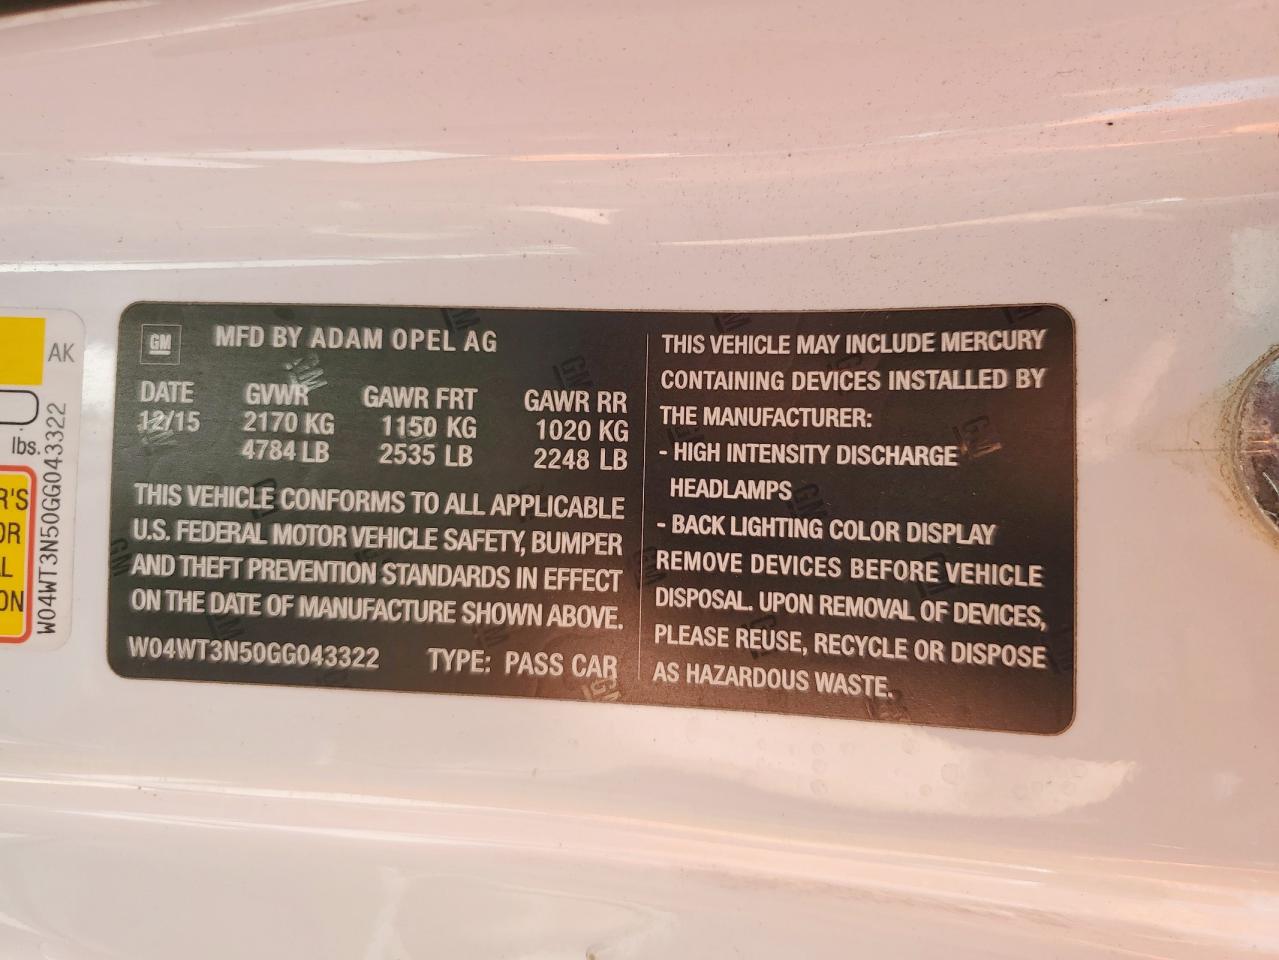 AK
lbs.
R'S
OR
L
ON
W04WT3N50GG043322
GM
MFD BY ADAM OPEL AG
DATE GVWR GAWR FRT GAWR RR
12/15 2170 KG 1150 KG 1020 KG
4784 LB 2535 LB 2248 LB
THIS VEHICLE CONFORMS TO ALL APPLICABLE
U.S. FEDERAL MOTOR VEHICLE SAFETY, BUMPER
AND THEFT PREVENTION STANDARDS IN EFFECT
ON THE DATE OF MANUFACTURE SHOWN ABOVE.
W04WT3N50GG043322 TYPE: PASS CAR
THIS VEHICLE MAY INCLUDE MERCURY
CONTAINING DEVICES INSTALLED BY
THE MANUFACTURER:
- HIGH INTENSITY DISCHARGE
HEADLAMPS
- BACK LIGHTING COLOR DISPLAY
REMOVE DEVICES BEFORE VEHICLE
DISPOSAL. UPON REMOVAL OF DEVICES,
PLEASE REUSE, RECYCLE OR DISPOSE
AS HAZARDOUS WASTE.